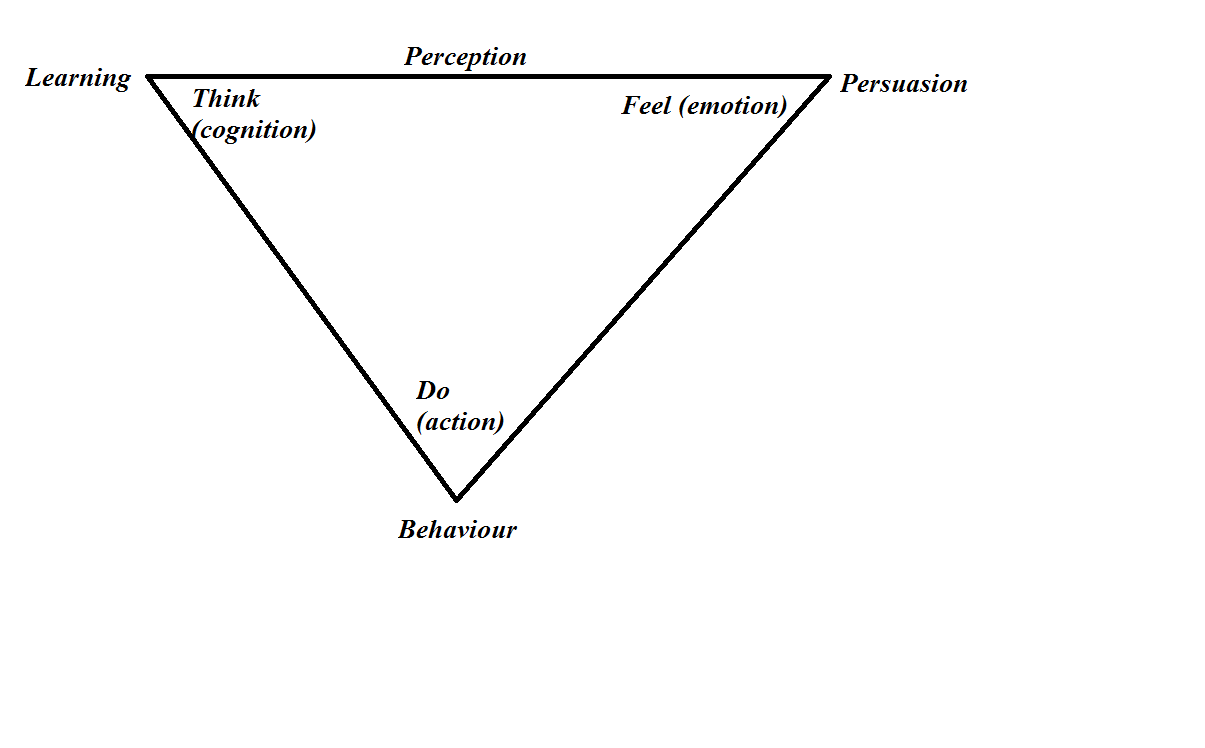 Perception
Learning
Persuasion
Think
(cognition)
Feel (emotion)
Do
(action)
Behaviour